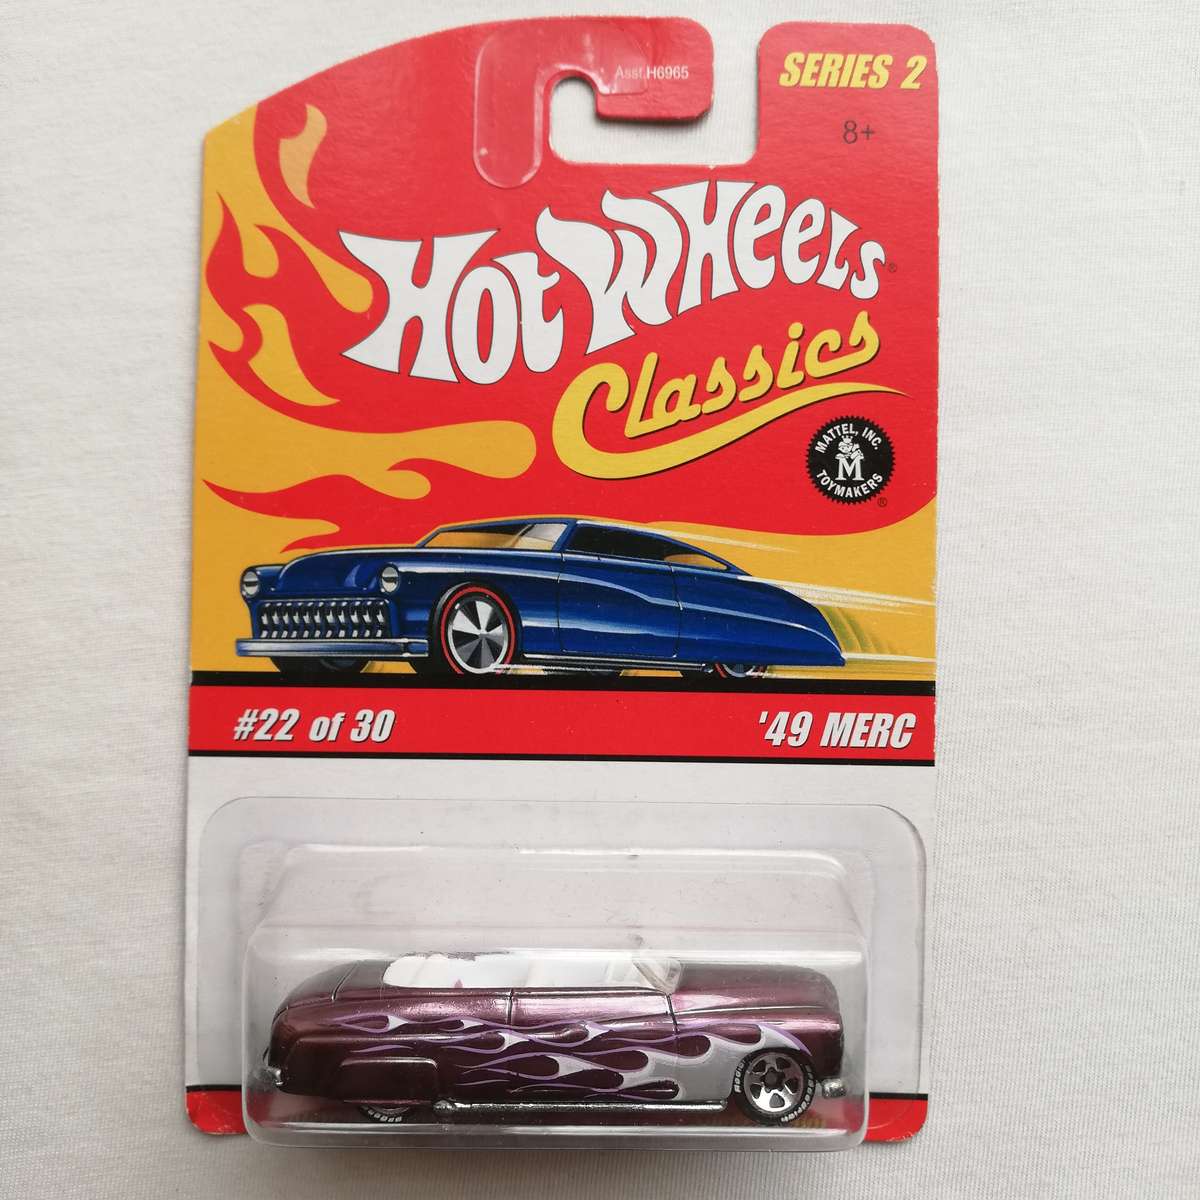 Asst.H6965
SERIES 2
8+
HOT WHEELS®
Classics
MATTEL, INC.
M
TOYMAKERS
®
#22 of 30
'49 MERC